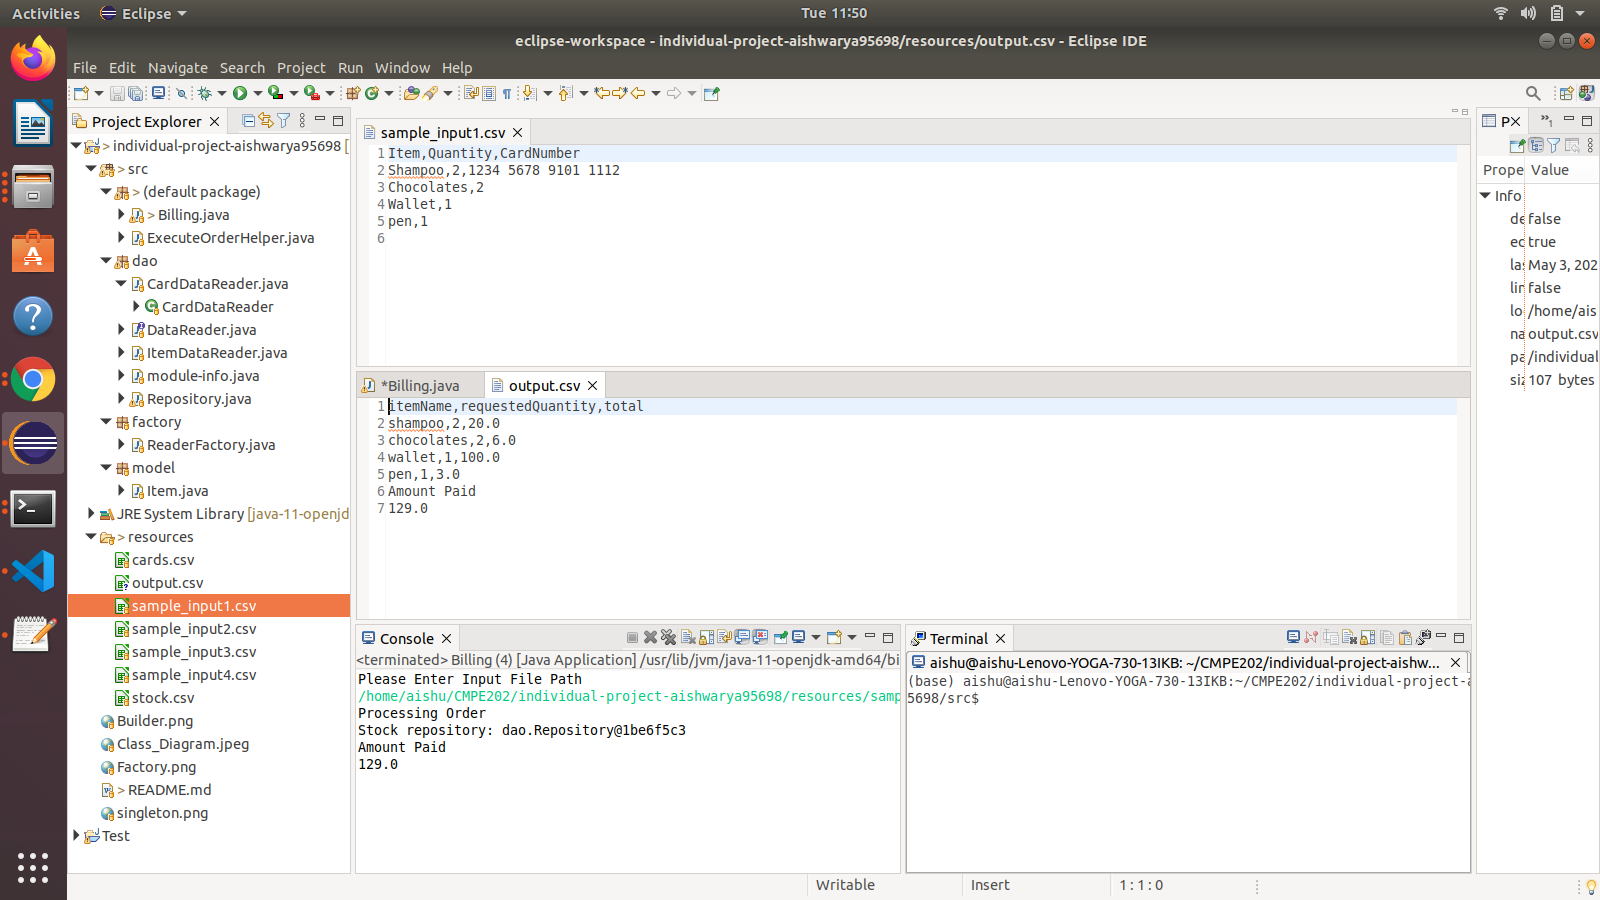 Activities
Eclipse
Tue 11:50
eclipse-workspace - individual-project-aishwarya95698/resources/output.csv - Eclipse IDE
File Edit Navigate Search Project Run Window Help
Project Explorer
> individual-project-aishwarya95698 [
> src
> (default package)
> Billing.java
ExecuteOrderHelper.java
dao
CardDataReader.java
CardDataReader
DataReader.java
ItemDataReader.java
module-info.java
Repository.java
factory
ReaderFactory.java
model
Item.java
JRE System Library [java-11-openjd
> resources
cards.csv
output.csv
sample_input1.csv
sample_input2.csv
sample_input3.csv
sample_input4.csv
stock.csv
Builder.png
Class_Diagram.jpeg
Factory.png
> README.md
singleton.png
Test
sample_input1.csv
1 Item,Quantity,CardNumber
2 Shampoo,2,1234 5678 9101 1112
3 Chocolates,2
4 Wallet,1
5 pen,1
6
*Billing.java
output.csv
1 itemName,requestedQuantity,total
2 shampoo,2,20.0
3 chocolates,2,6.0
4 wallet,1,100.0
5 pen,1,3.0
6 Amount Paid
7 129.0
Console
<terminated> Billing (4) [Java Application] /usr/lib/jvm/java-11-openjdk-amd64/bi
Please Enter Input File Path
/home/aishu/CMPE202/individual-project-aishwarya95698/resources/samp
Processing Order
Stock repository: dao.Repository@1be6f5c3
Amount Paid
129.0
Terminal
aishu@aishu-Lenovo-YOGA-730-13IKB: ~/CMPE202/individual-project-aishw...
(base) aishu@aishu-Lenovo-YOGA-730-13IKB:~/CMPE202/individual-project-a
5698/src$
P
Prope Value
Info
de false
ec true
la: May 3, 202
lir false
lo /home/ais
na output.csv
pa /individual
siz 107 bytes
Writable
Insert
1 : 1 : 0